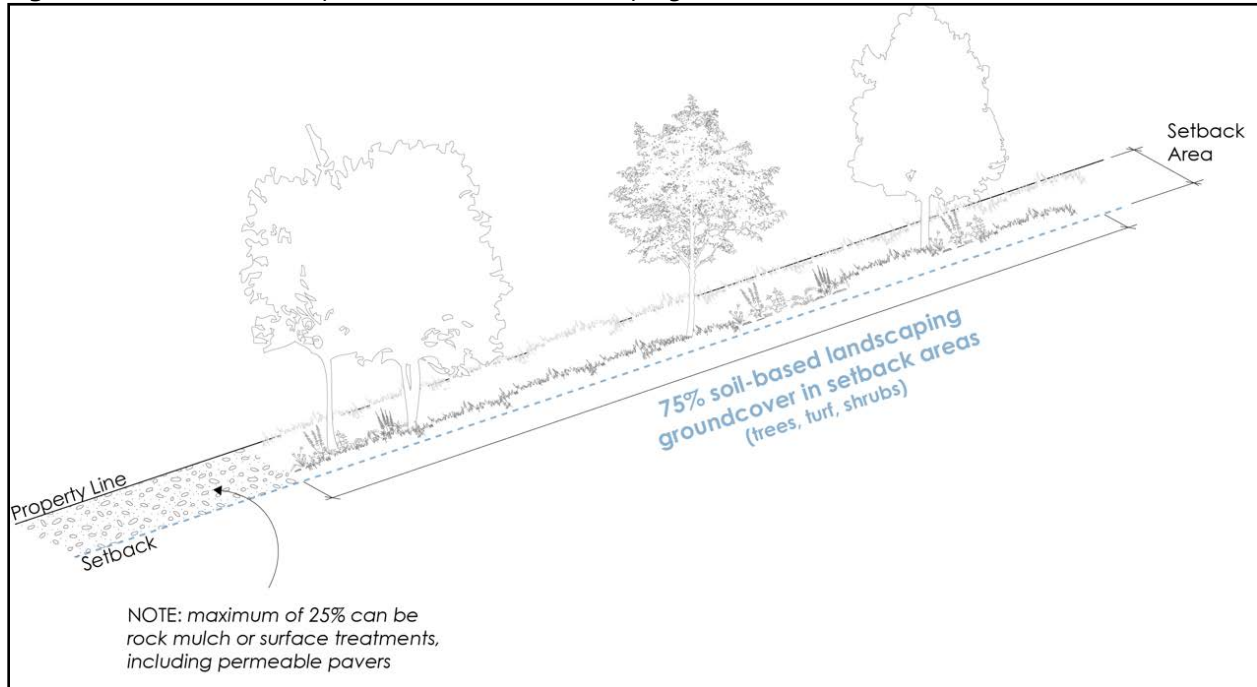 Setback
Area
75% soil-based landscaping
groundcover in setback areas
(trees, turf, shrubs)
Property Line
Setback
NOTE: maximum of 25% can be
rock mulch or surface treatments,
including permeable pavers